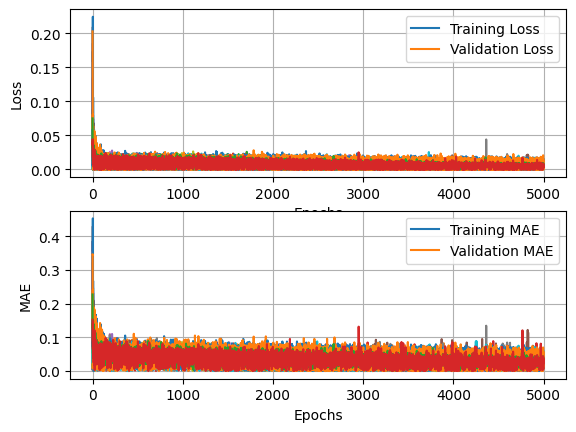 0.20
0.15
0.10
0.05
0.00
Loss
Training Loss
Validation Loss
0 1000 2000 3000 4000 5000
Epochs
0.4
0.3
0.2
0.1
0.0
MAE
Training MAE
Validation MAE
0 1000 2000 3000 4000 5000
Epochs